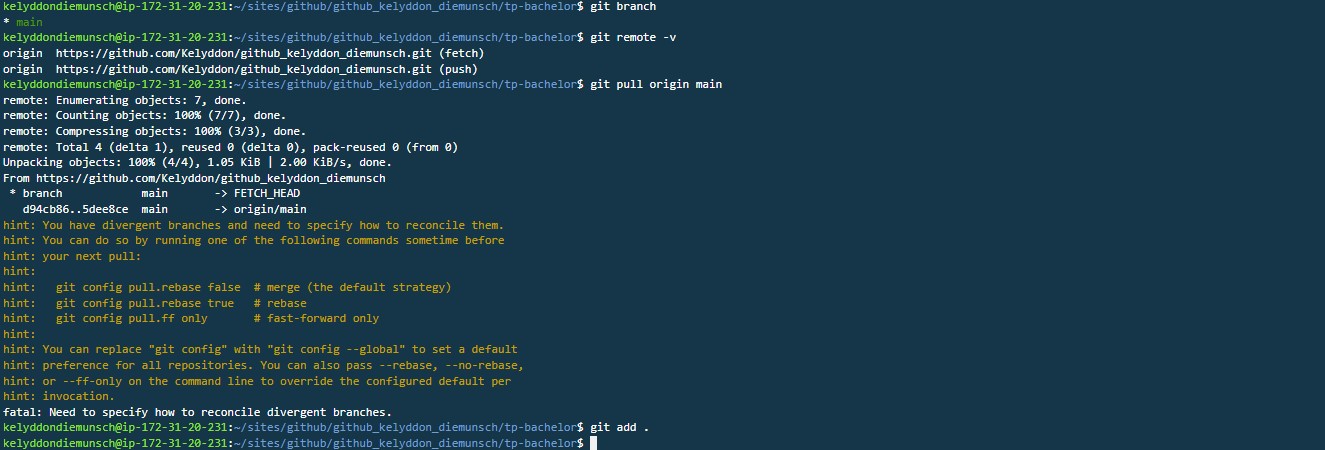 kelyddondiemunsch@ip-172-31-20-231:~/sites/github/github_kelyddon_diemunsch/tp-bachelor$ git branch
* main
kelyddondiemunsch@ip-172-31-20-231:~/sites/github/github_kelyddon_diemunsch/tp-bachelor$ git remote -v
origin  https://github.com/Kelyddon/github_kelyddon_diemunsch.git (fetch)
origin  https://github.com/Kelyddon/github_kelyddon_diemunsch.git (push)
kelyddondiemunsch@ip-172-31-20-231:~/sites/github/github_kelyddon_diemunsch/tp-bachelor$ git pull origin main
remote: Enumerating objects: 7, done.
remote: Counting objects: 100% (7/7), done.
remote: Compressing objects: 100% (3/3), done.
remote: Total 4 (delta 1), reused 0 (delta 0), pack-reused 0 (from 0)
Unpacking objects: 100% (4/4), 1.05 KiB | 2.00 KiB/s, done.
From https://github.com/Kelyddon/github_kelyddon_diemunsch
 * branch            main       -> FETCH_HEAD
   d94cb86..5dee8ce  main       -> origin/main
hint: You have divergent branches and need to specify how to reconcile them.
hint: You can do so by running one of the following commands sometime before
hint: your next pull:
hint:
hint:   git config pull.rebase false  # merge (the default strategy)
hint:   git config pull.rebase true   # rebase
hint:   git config pull.ff only       # fast-forward only
hint:
hint: You can replace "git config" with "git config --global" to set a default
hint: preference for all repositories. You can also pass --rebase, --no-rebase,
hint: or --ff-only on the command line to override the configured default per
hint: invocation.
fatal: Need to specify how to reconcile divergent branches.
kelyddondiemunsch@ip-172-31-20-231:~/sites/github/github_kelyddon_diemunsch/tp-bachelor$ git add .
kelyddondiemunsch@ip-172-31-20-231:~/sites/github/github_kelyddon_diemunsch/tp-bachelor$